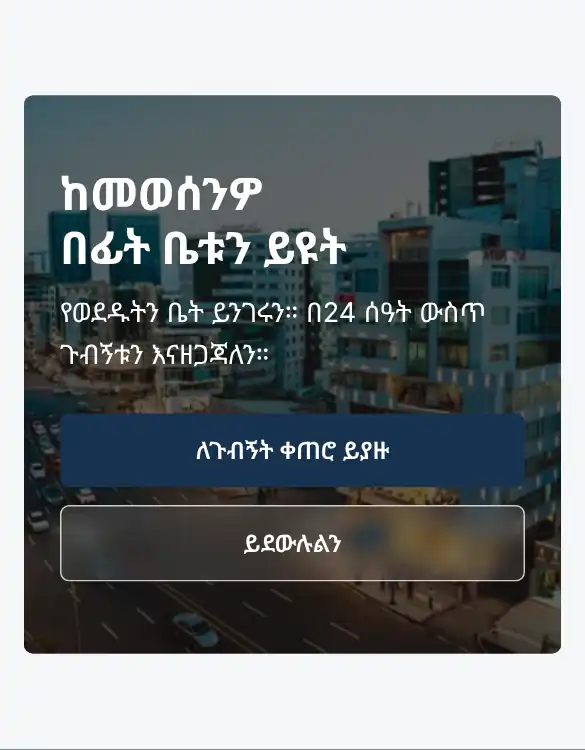 ከመወሰንዎ
በፊት ቤቱን ይዩት
የወደዱትን ቤት ይንገሩን። በ24 ሰዓት ውስጥ
ጉብኝቱን እናዘጋጃለን።
ለጉብኝት ቀጠሮ ይያዙ
ይደውሉልን